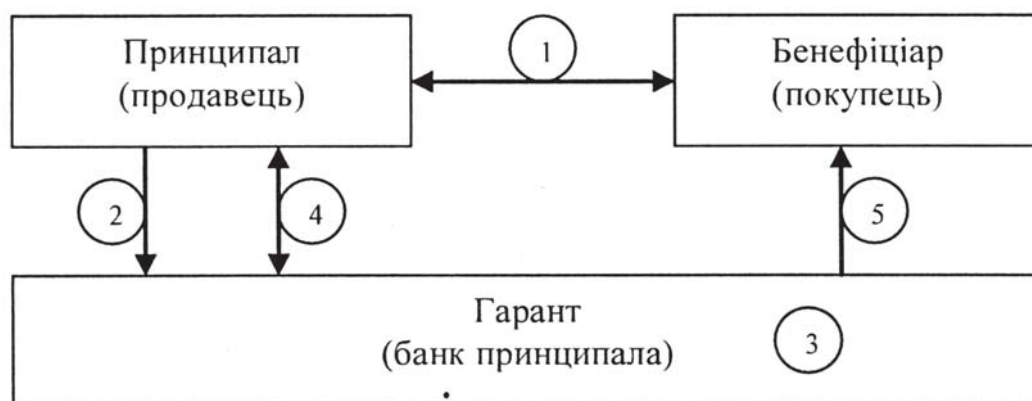 Принципал
(продавець)
1
Бенефіціар
(покупець)
2
4
5
Гарант
(банк принципала)
3